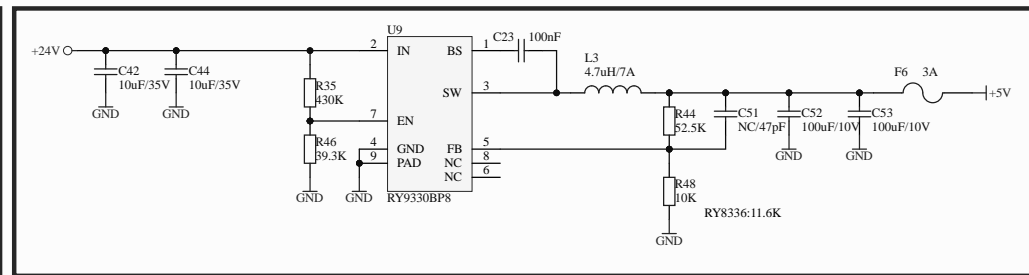 U9
+24V
2
IN
BS
1
C23
100nF
L3
4.7uH/7A
F6
3A
C42
10uF/35V
C44
10uF/35V
SW
3
R35
430K
+5V
GND
GND
7
EN
R44
52.5K
C51
NC/47pF
C52
100uF/10V
C53
100uF/10V
R46
39.3K
4
GND
FB
5
9
PAD
NC
8
NC
6
GND
GND
GND
GND
RY9330BP8
R48
10K
RY8336:11.6K
GND